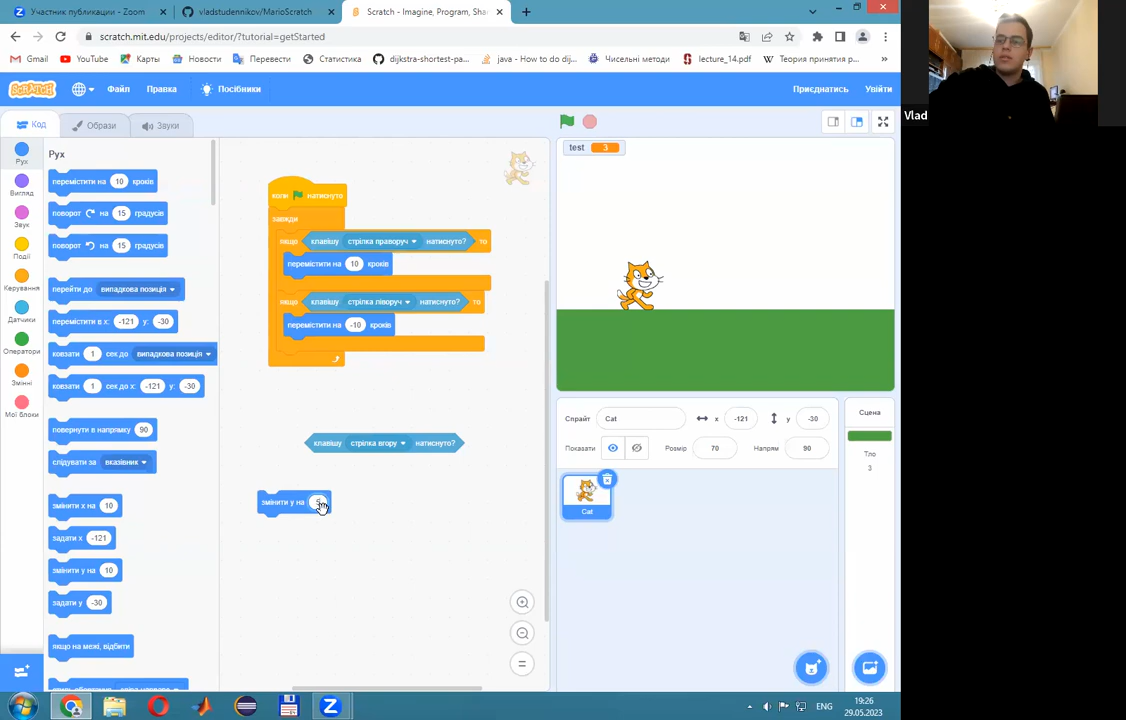 Участник публикации - Zoom
vladstudennikov/MarioScratch
Scratch - Imagine, Program, Sha
scratch.mit.edu/projects/editor/?tutorial=getStarted
Gmail
YouTube
Карты
Новости
Перевести
Статистика
dijkstra-shortest-pa...
java - How to do dij...
Чисельні методи
lecture_14.pdf
Теория принятия р...
SCRATCH
Файл
Правка
Посібники
Приєднатись
Увійти
Vlad
Код
Образи
Звуки
Рух
Вигляд
Звук
Події
Керування
Датчики
Оператори
Змінні
Мої блоки
Рух
перемістити на 10 кроків
поворот на 15 градусів
поворот на 15 градусів
перейти до випадкова позиція
перемістити в x: -121 y: -30
ковзати 1 сек до випадкова позиція
ковзати 1 сек до x: -121 y: -30
повернути в напрямку 90
слідувати за вказівник
змінити x на 10
задати x -121
змінити y на 10
задати y -30
якщо на межі, відбити
коли натиснуто
завжди
якщо клавішу стрілка праворуч натиснуто? то
перемістити на 10 кроків
якщо клавішу стрілка ліворуч натиснуто? то
перемістити на -10 кроків
клавішу стрілка вгору натиснуто?
змінити y на
test 3
Спрайт Cat x -121 y -30
Показати Розмір 70 Напрям 90
Cat
Сцена
Тло
3
ENG
19:26
29.05.2023